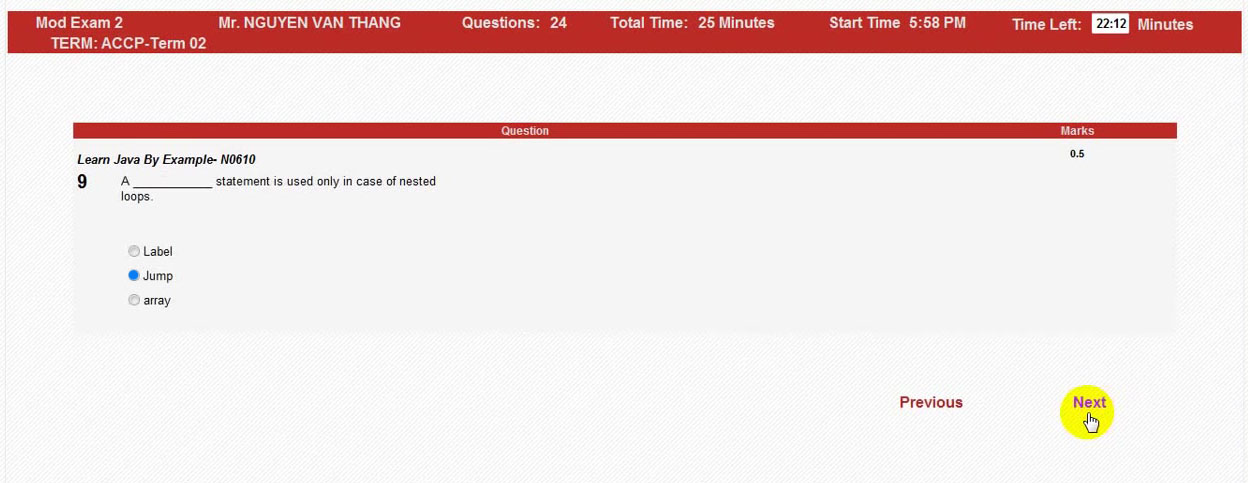 Mod Exam 2 Mr. NGUYEN VAN THANG Questions: 24 Total Time: 25 Minutes Start Time 5:58 PM Time Left: 22:12 Minutes
TERM: ACCP-Term 02
Question Marks
Learn Java By Example- N0610 0.5
9 A ____________ statement is used only in case of nested
loops.
Label
Jump
array
Previous Next